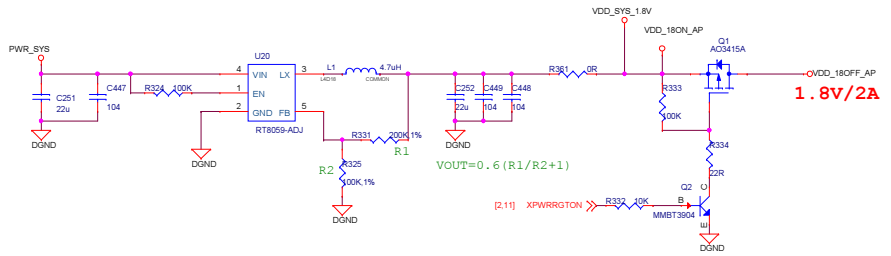 VDD_SYS_1.8V
VDD_18ON_AP
PWR_SYS
U20
Q1
AO3415A
L1
4.7uH
L4D18
COMMON
4
VIN
LX
3
C447
104
C251
22u
R324
100K
1
EN
2
GND
FB
5
RT8059-ADJ
C252
22u
C449
104
C448
104
R361
0R
R333
100K
VDD_18OFF_AP
1.8V/2A
R331
200K,1%
R1
R2
R325
100K,1%
VOUT=0.6(R1/R2+1)
R334
22R
[2,11]
XPWRRGTON
R332
10K
Q2
B
C
E
MMBT3904
DGND
DGND
DGND
DGND
DGND